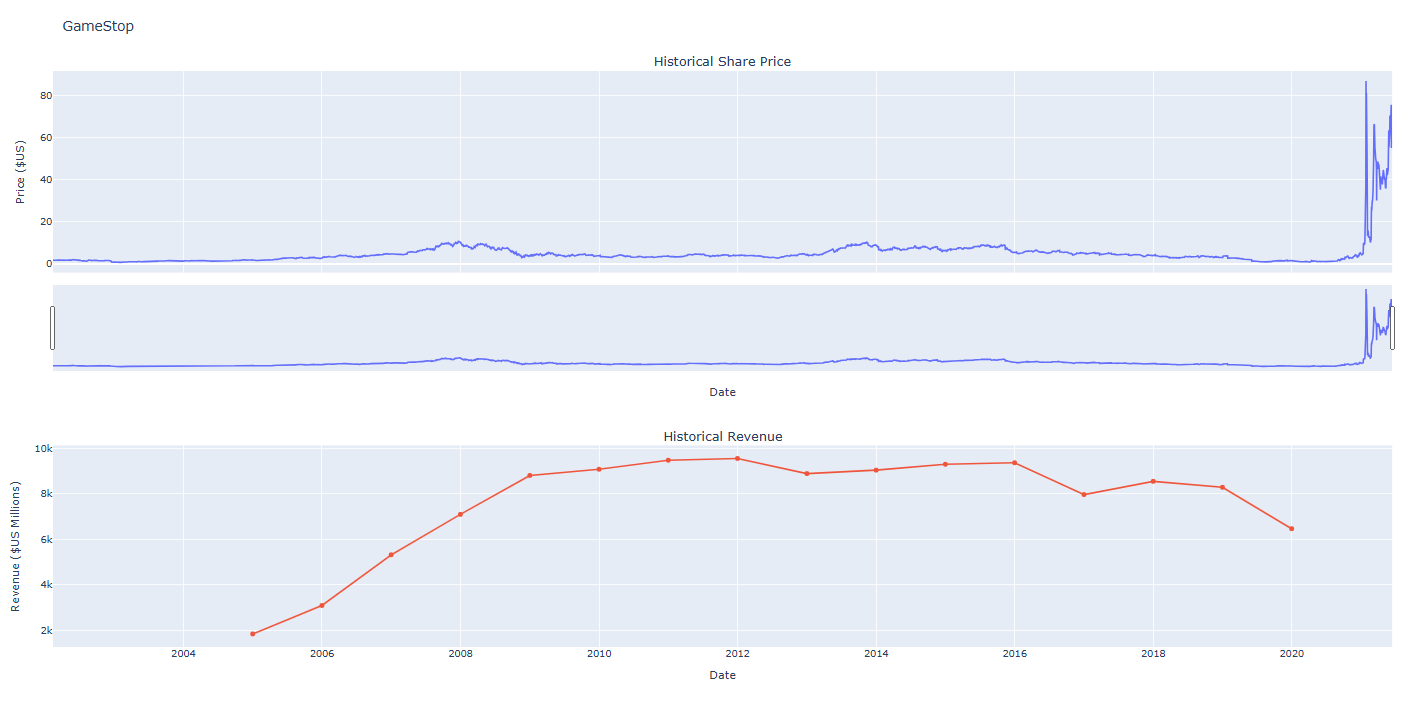 GameStop
Historical Share Price
Price ($US)
80
60
40
20
0
Date
Historical Revenue
Revenue ($US Millions)
10k
8k
6k
4k
2k
2004 2006 2008 2010 2012 2014 2016 2018 2020
Date